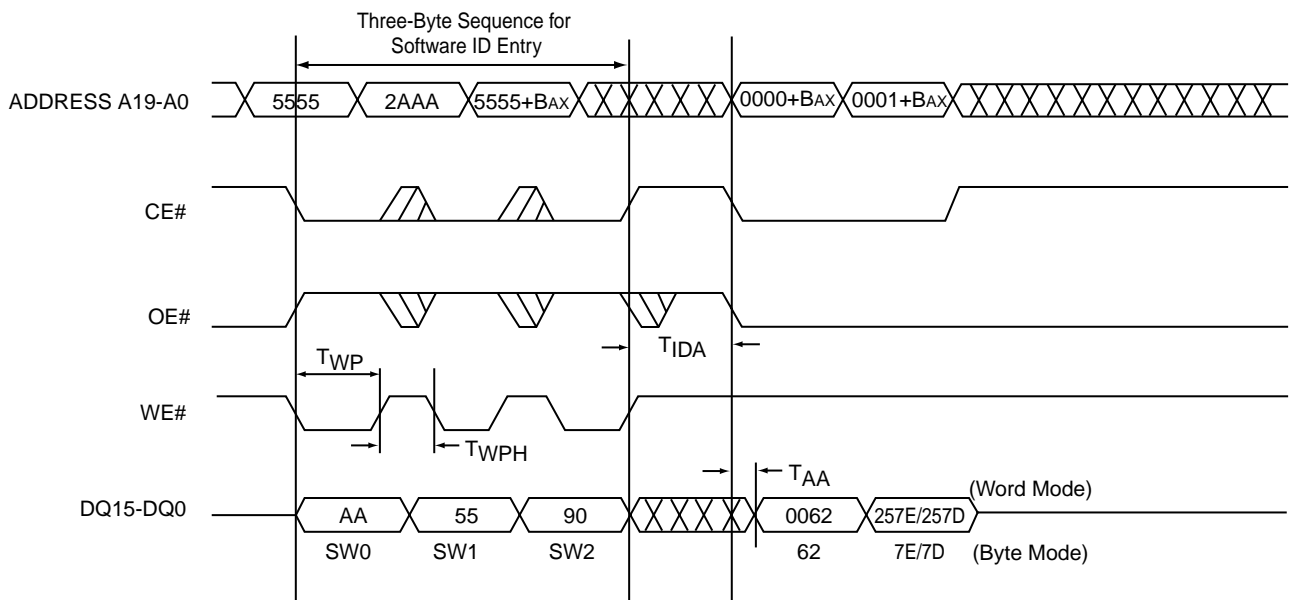 Three-Byte Sequence for
Software ID Entry
ADDRESS A19-A0
5555
2AAA
5555+BAX
0000+BAX
0001+BAX
CE#
OE#
TIDA
TWP
WE#
TWPH
TAA
DQ15-DQ0
AA
55
90
0062
257E/257D
(Word Mode)
SW0
SW1
SW2
62
7E/7D
(Byte Mode)